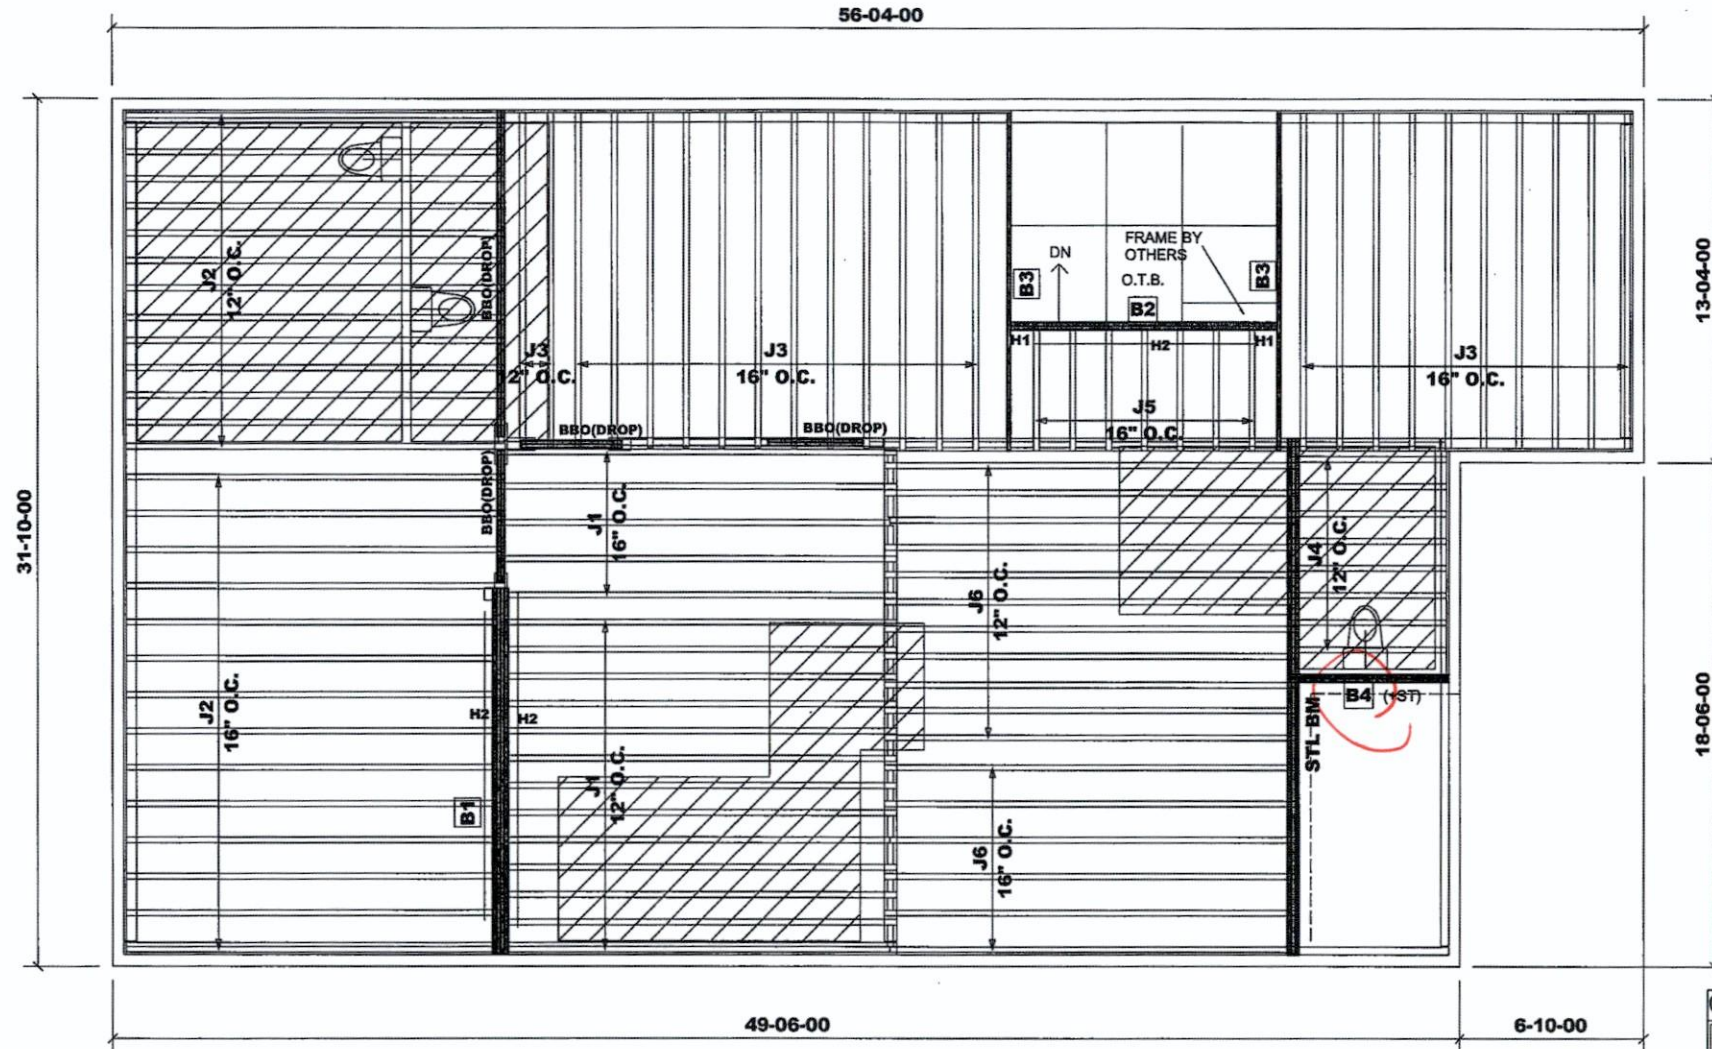 56-04-00
FRAME BY
OTHERS
DN
O.T.B.
B3
B3
B2
H1
H2
H1
J2
12" O.C.
BBO(DROP)
J3
2" O.C.
J3
16" O.C.
J5
16" O.C.
J3
16" O.C.
13-04-00
BBO(DROP)
BBO(DROP)
BBO(DROP)
31-10-00
J1
16" O.C.
J6
12" O.C.
J4
12" O.C.
J2
16" O.C.
H2
H2
B1
J1
12" O.C.
STL BM
B4 (+ST)
18-06-00
J6
16" O.C.
49-06-00
6-10-00